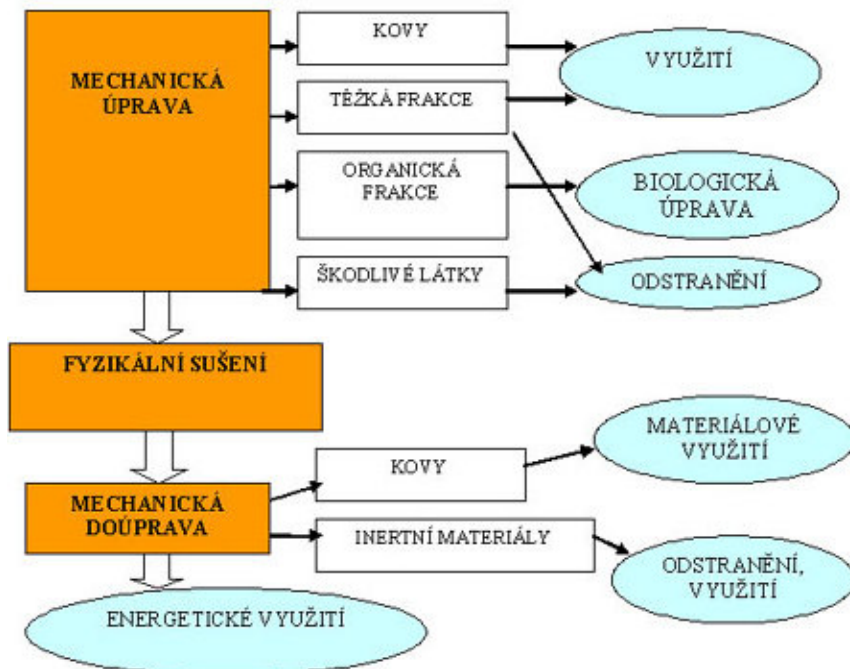 MECHANICKÁ
ÚPRAVA
KOVY
TĚŽKÁ FRAKCE
ORGANICKÁ
FRAKCE
ŠKODLIVÉ LÁTKY
VYUŽITÍ
BIOLOGICKÁ
ÚPRAVA
ODSTRANĚNÍ
FYZIKÁLNÍ SUŠENÍ
MECHANICKÁ
DOÚPRAVA
KOVY
INERTNÍ MATERIÁLY
MATERIÁLOVÉ
VYUŽITÍ
ODSTRANĚNÍ,
VYUŽITÍ
ENERGETICKÉ VYUŽITÍ